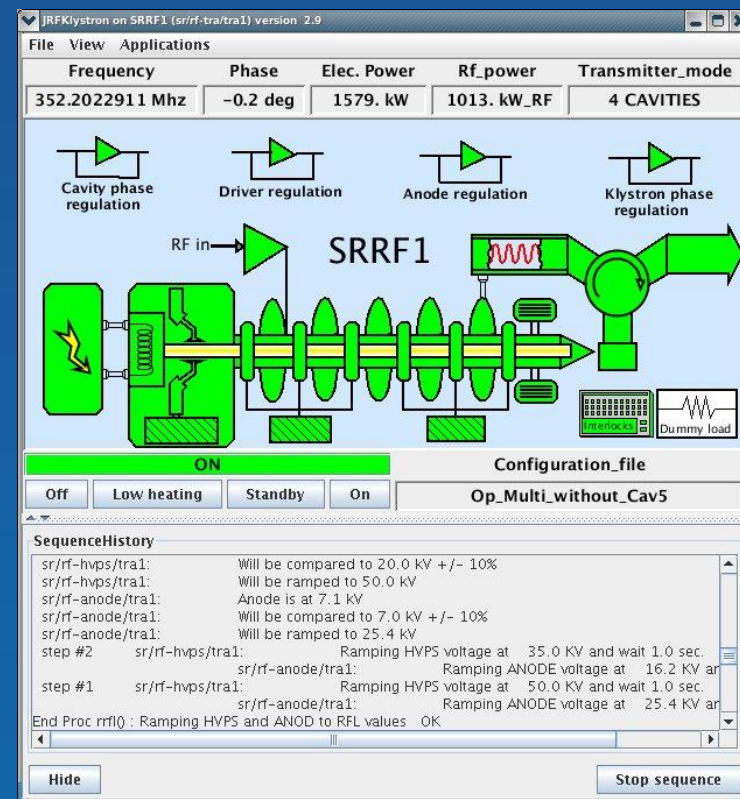 JRFKlystron on SRRF1 (sr/rf-tra/tra1) version 2.9
File View Applications
Frequency Phase Elec. Power Rf_power Transmitter_mode
352.2022911 Mhz -0.2 deg 1579. kW 1013. kW_RF 4 CAVITIES
Cavity phase regulation
Driver regulation
Anode regulation
Klystron phase regulation
RF in
SRRF1
Interlocks
Dummy load
ON
Configuration_file
Off Low heating Standby On
Op_Multi_without_Cav5
SequenceHistory
sr/rf-hvps/tra1: Will be compared to 20.0 kV +/- 10%
sr/rf-hvps/tra1: Will be ramped to 50.0 kV
sr/rf-anode/tra1: Anode is at 7.1 kV
sr/rf-anode/tra1: Will be compared to 7.0 kV +/- 10%
sr/rf-anode/tra1: Will be ramped to 25.4 kV
step #2 sr/rf-hvps/tra1: Ramping HVPS voltage at 35.0 KV and wait 1.0 sec.
sr/rf-anode/tra1: Ramping ANODE voltage at 16.2 KV ar
step #1 sr/rf-hvps/tra1: Ramping HVPS voltage at 50.0 KV and wait 1.0 sec.
sr/rf-anode/tra1: Ramping ANODE voltage at 25.4 KV ar
End Proc rrfl() : Ramping HVPS and ANOD to RFL values OK
Hide Stop sequence